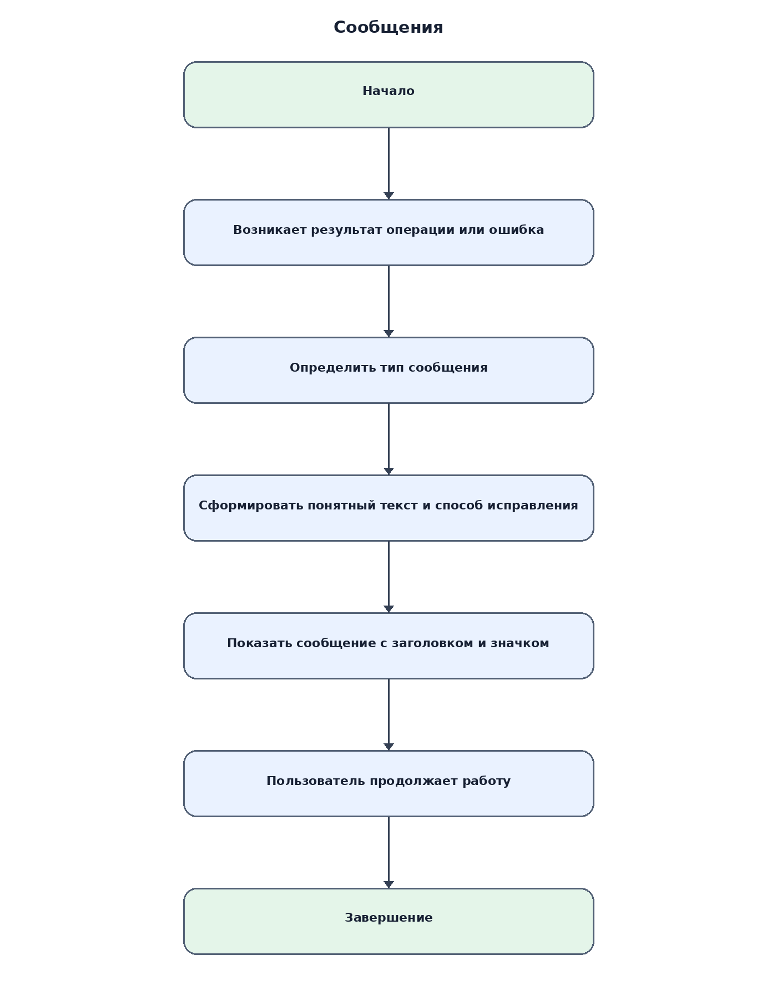 Сообщения
Начало
Возникает результат операции или ошибка
Определить тип сообщения
Сформировать понятный текст и способ исправления
Показать сообщение с заголовком и значком
Пользователь продолжает работу
Завершение